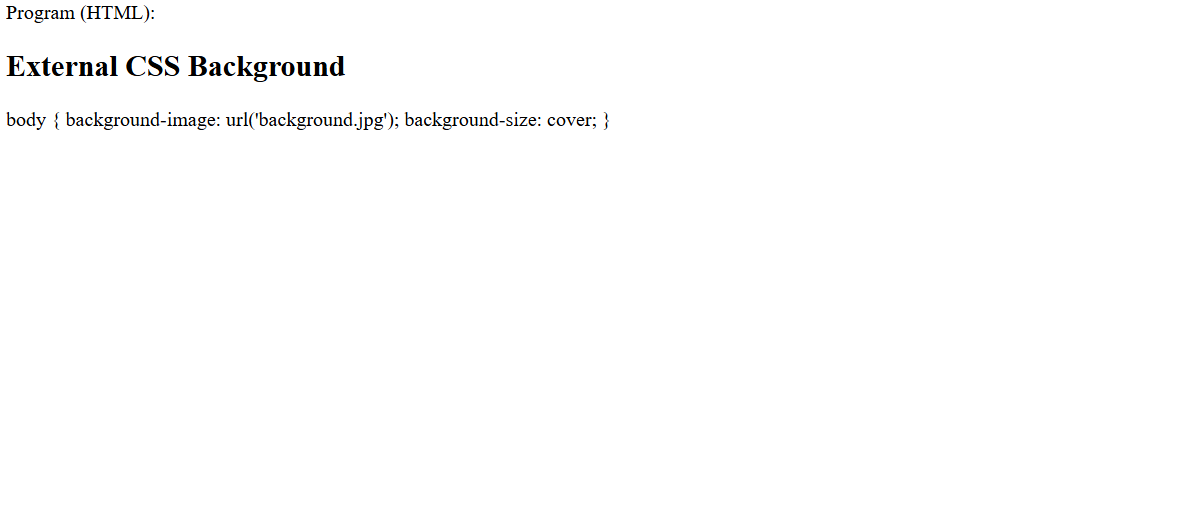 Program (HTML):
External CSS Background
body { background-image: url('background.jpg'); background-size: cover; }